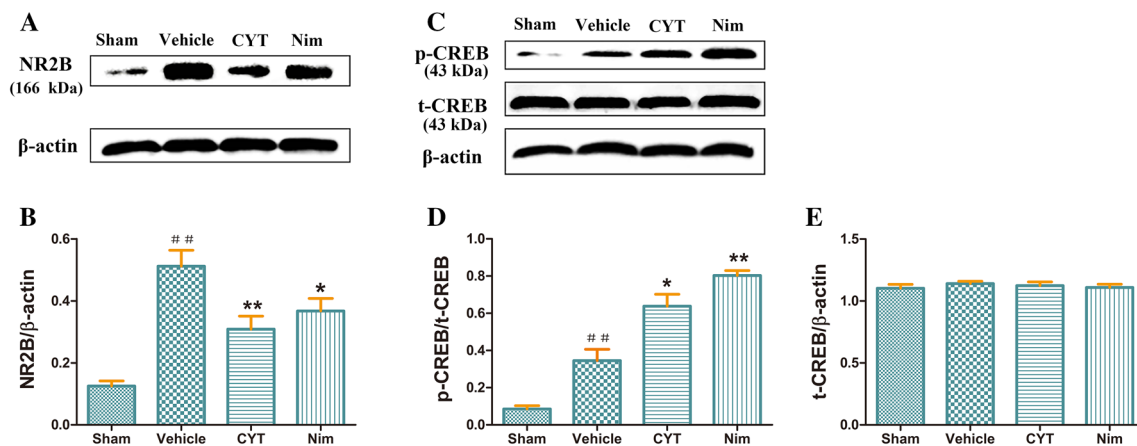 A
Sham Vehicle CYT Nim
NR2B
(166 kDa)
β-actin
C
Sham Vehicle CYT Nim
p-CREB
(43 kDa)
t-CREB
(43 kDa)
β-actin
B
NR2B/β-actin
0.6
0.4
0.2
0.0
##
**
*
Sham Vehicle CYT Nim
D
p-CREB/t-CREB
1.0
0.8
0.6
0.4
0.2
0.0
##
*
**
Sham Vehicle CYT Nim
E
t-CREB/β-actin
1.5
1.0
0.5
0.0
Sham Vehicle CYT Nim